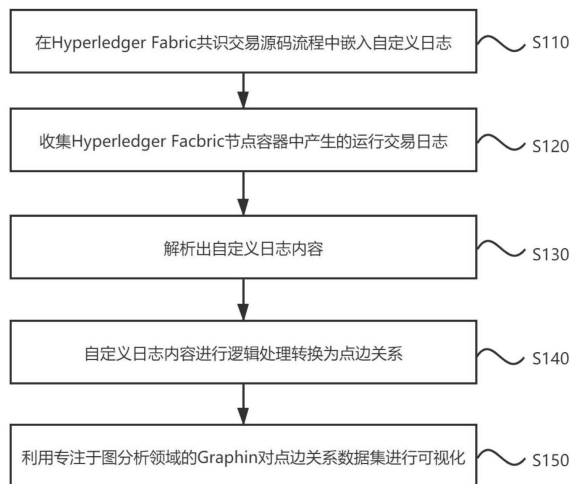 在Hyperledger Fabric共识交易源码流程中嵌入自定义日志
S110
收集Hyperledger Facbric节点容器中产生的运行交易日志
S120
解析出自定义日志内容
S130
自定义日志内容进行逻辑处理转换为点边关系
S140
利用专注于图分析领域的Graphin对点边关系数据集进行可视化
S150